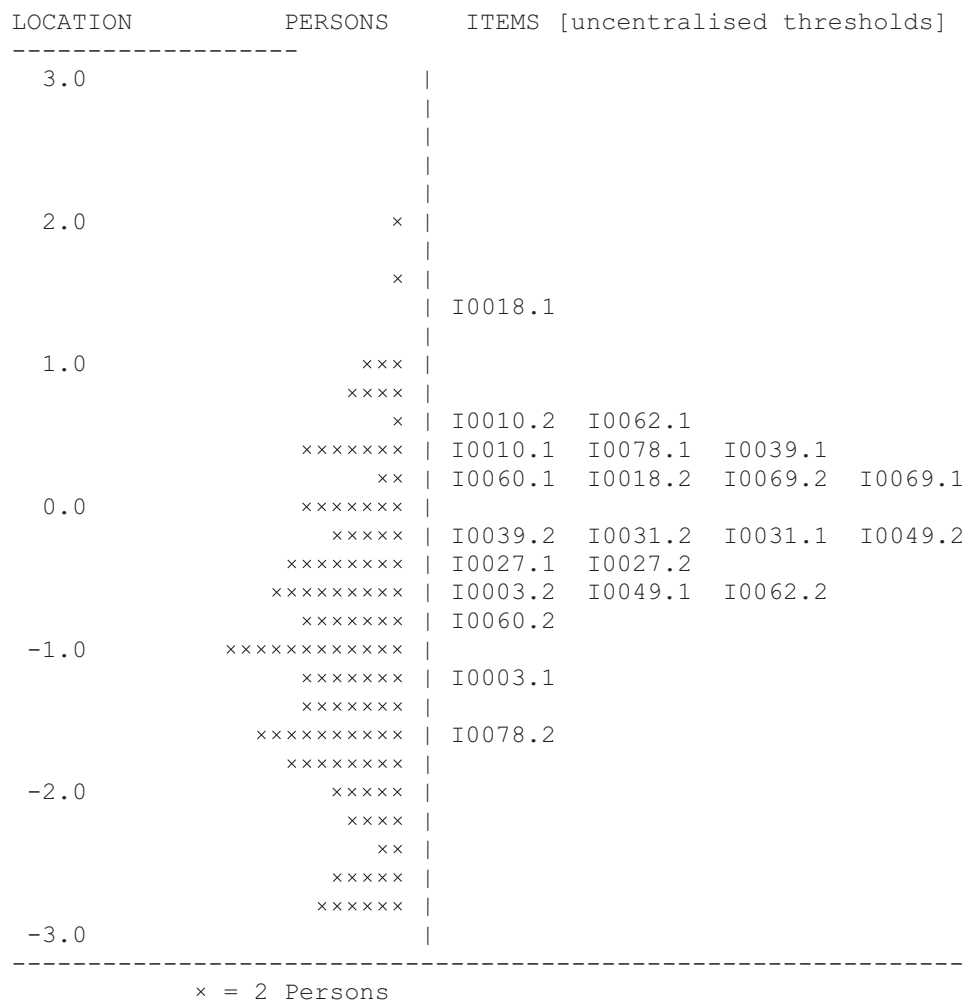 LOCATION PERSONS ITEMS [uncentralised thresholds]
-------------------
3.0 |
|
|
|
|
2.0 × |
|
× |
| I0018.1
|
1.0 ××× |
×××× |
× | I0010.2 I0062.1
××××××× | I0010.1 I0078.1 I0039.1
×× | I0060.1 I0018.2 I0069.2 I0069.1
0.0 ××××××× |
××××× | I0039.2 I0031.2 I0031.1 I0049.2
×××××××× | I0027.1 I0027.2
××××××××× | I0003.2 I0049.1 I0062.2
××××××× | I0060.2
-1.0 ×××××××××××× |
××××××× | I0003.1
××××××× |
×××××××××× | I0078.2
×××××××× |
-2.0 ××××× |
×××× |
×× |
××××× |
×××××× |
-3.0 |
---------------------------------------------------------------
× = 2 Persons